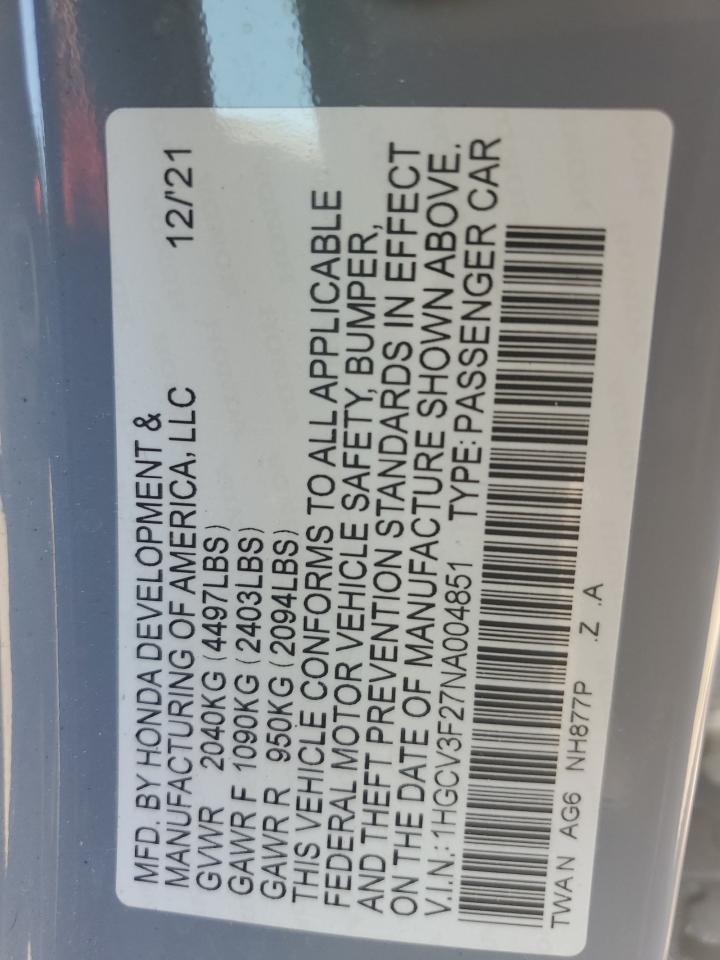 MFD. BY HONDA DEVELOPMENT &
MANUFACTURING OF AMERICA, LLC 12/'21
GVWR 2040KG (4497LBS)
GAWR F 1090KG (2403LBS)
GAWR R 950KG (2094LBS)
THIS VEHICLE CONFORMS TO ALL APPLICABLE
FEDERAL MOTOR VEHICLE SAFETY, BUMPER,
AND THEFT PREVENTION STANDARDS IN EFFECT
ON THE DATE OF MANUFACTURE SHOWN ABOVE.
V.I.N.: 1HGCV3F27NA004851 TYPE: PASSENGER CAR
TWAN AG6 NH877P .Z .A